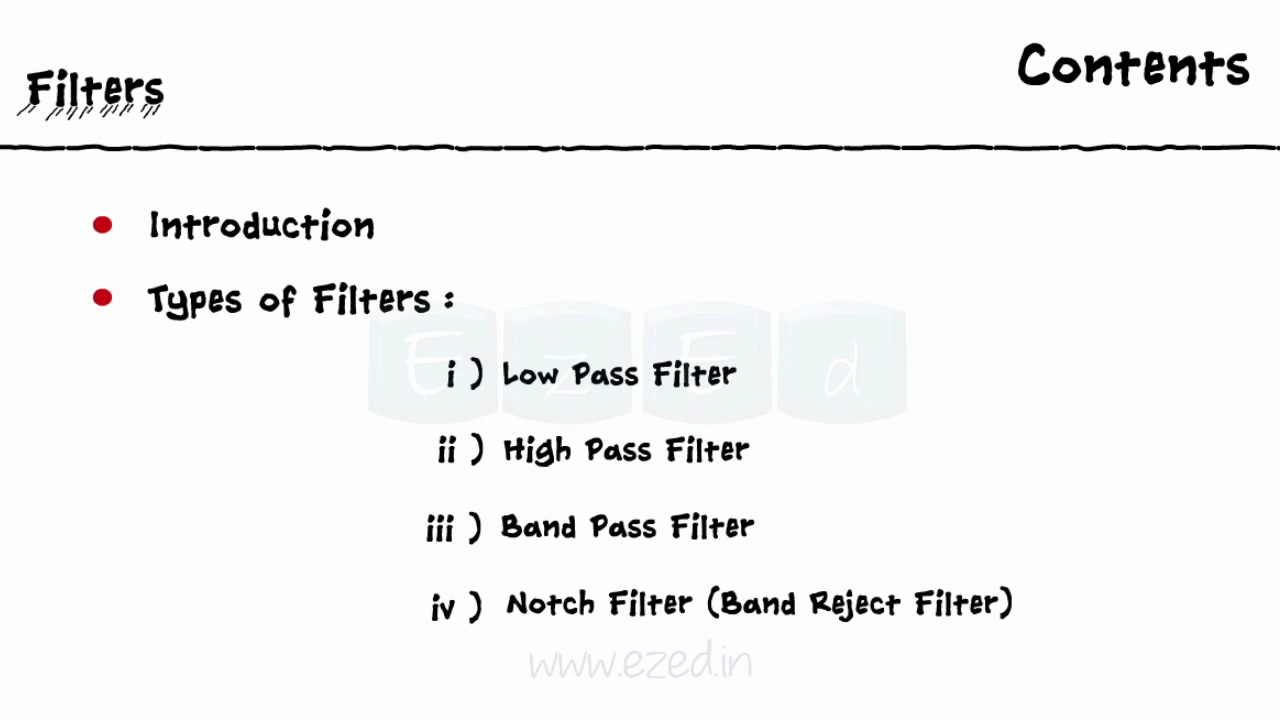 Filters
Contents
Introduction
Types of Filters :
i ) Low Pass Filter
ii ) High Pass Filter
iii ) Band Pass Filter
iv ) Notch Filter (Band Reject Filter)
EzEd
www.ezed.in